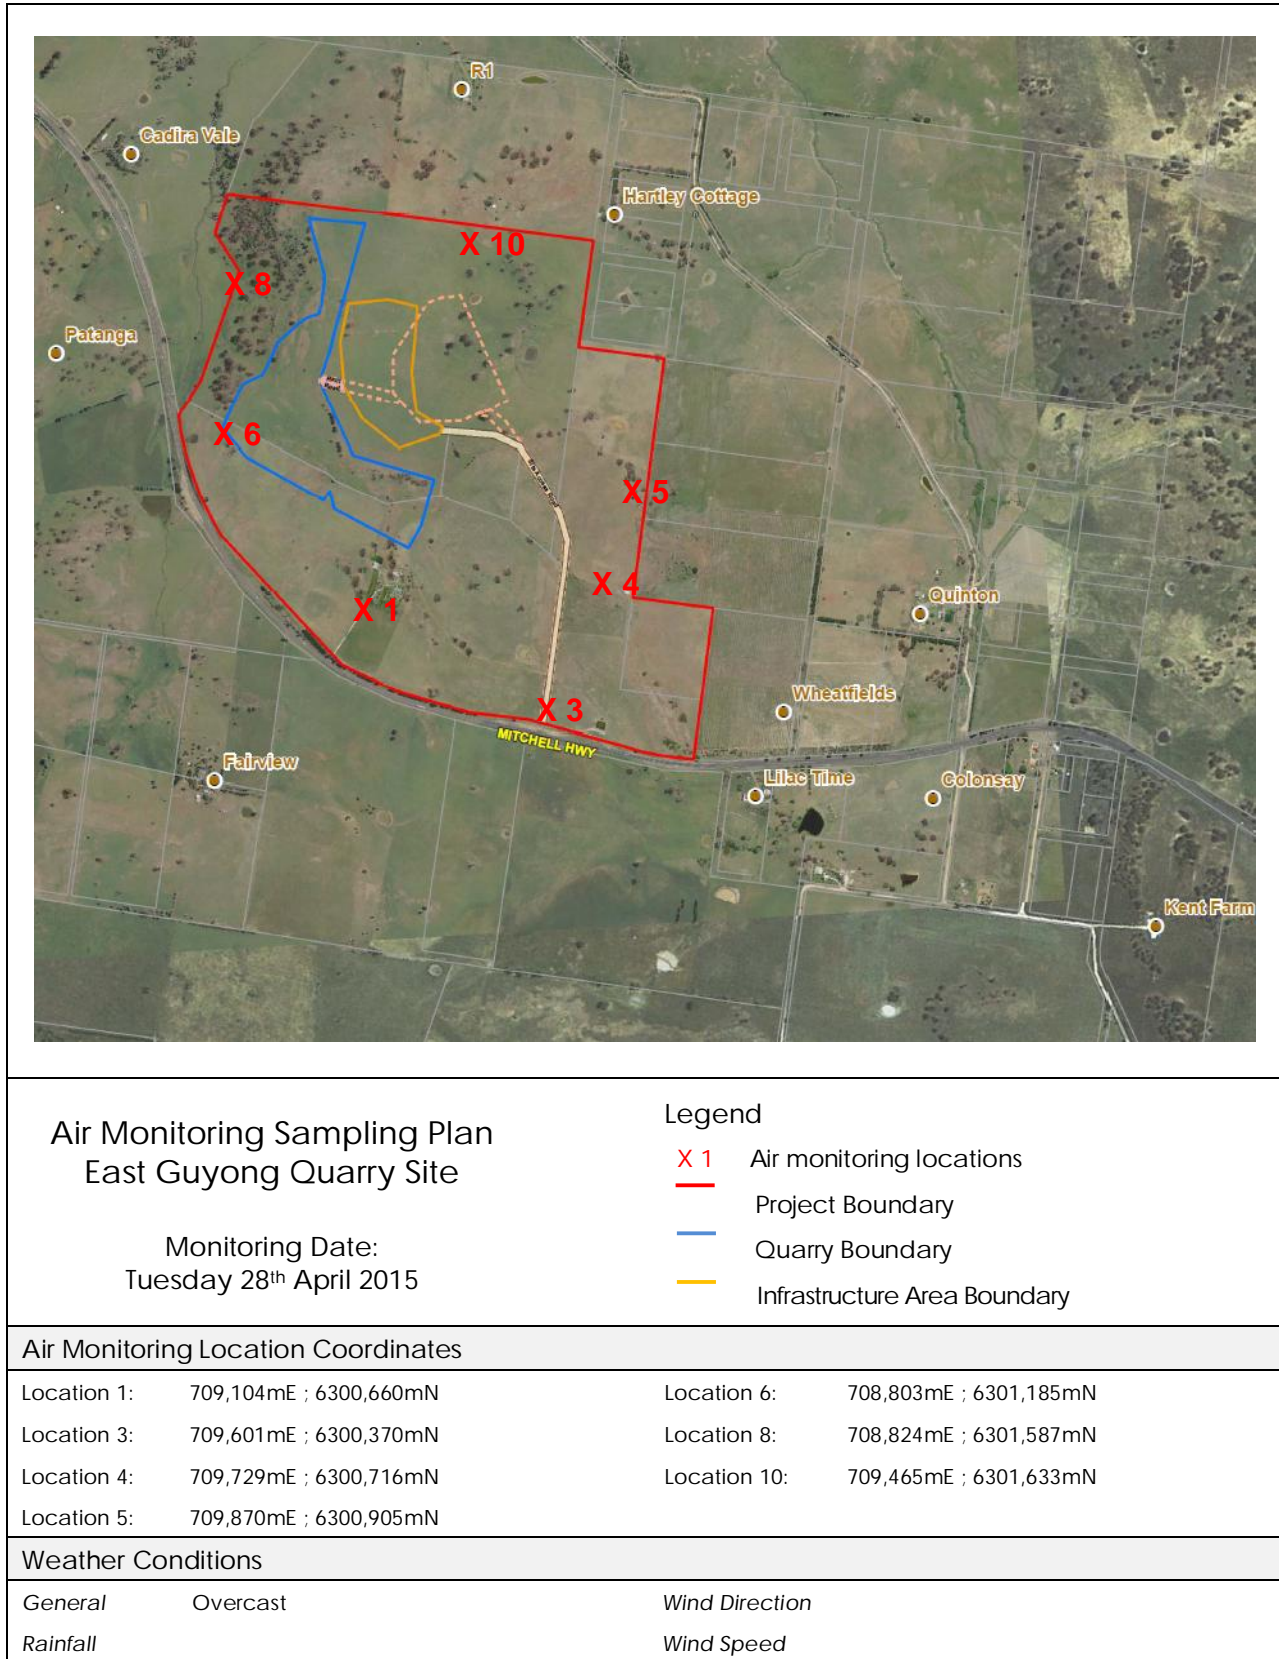 R1
Cadira Vale
Hartley Cottage
X 10
X 8
Patanga
X 6
X 5
X 4
X 1
Quinton
Wheatfields
X 3
MITCHELL HWY
Fairview
Lilac Time
Colonsay
Kent Farm
Air Monitoring Sampling Plan
East Guyong Quarry Site
Monitoring Date:
Tuesday 28th April 2015
Legend
X 1 Air monitoring locations
Project Boundary
Quarry Boundary
Infrastructure Area Boundary
Air Monitoring Location Coordinates
Location 1: 709,104mE ; 6300,660mN
Location 3: 709,601mE ; 6300,370mN
Location 4: 709,729mE ; 6300,716mN
Location 5: 709,870mE ; 6300,905mN
Location 6: 708,803mE ; 6301,185mN
Location 8: 708,824mE ; 6301,587mN
Location 10: 709,465mE ; 6301,633mN
Weather Conditions
General Overcast
Rainfall
Wind Direction
Wind Speed